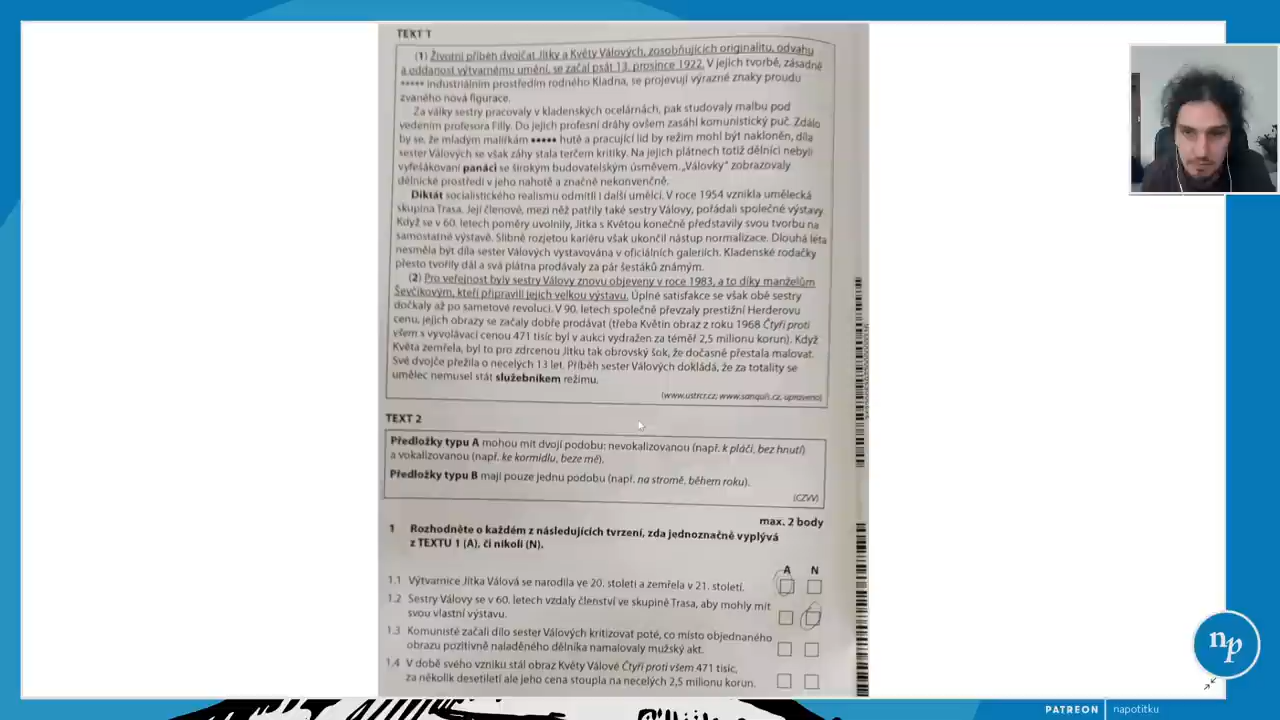 TEXT 1
(1) Životní příběh dvojčat Jitky a Květy Válových, zosobňujících originalitu, odvahu
a oddanost výtvarnému umění, se začal psát 13. prosince 1922. V jejich tvorbě, zásadně
***** industriálním prostředím rodného Kladna, se projevují výrazné znaky proudu
zvaného nová figurace.
Za války sestry pracovaly v kladenských ocelárnách, pak studovaly malbu pod
vedením profesora Filly. Do jejich profesní dráhy ovšem zasáhl komunistický puč. Zdálo
by se, že mladým malířkám ***** hutě a pracující lid by režim mohl být nakloněn, díla
sester Válových se však záhy stala terčem kritiky. Na jejich plátnech totiž dělníci nebyli
vyfešákovaní panáci se širokým budovatelským úsměvem. „Válovky“ zobrazovaly
dělnické prostředí v jeho nahotě a značně nekonvenčně.
Diktát socialistického realismu odmítli i další umělci. V roce 1954 vznikla umělecká
skupina Trasa. Její členové, mezi něž patřily také sestry Válovy, pořádali společné výstavy.
Když se v 60. letech poměry uvolnily, Jitka s Květou konečně představily svou tvorbu na
samostatné výstavě. Slibně rozjetou kariéru však ukončil nástup normalizace. Dlouhá léta
nesměla být díla sester Válových vystavována v oficiálních galeriích. Kladenské rodačky
přesto tvořily dál a svá plátna prodávaly za pár šestáků známým.
(2) Pro veřejnost byly sestry Válovy znovu objeveny v roce 1983, a to díky manželům
Ševčíkovým, kteří připravili jejich velkou výstavu. Úplné satisfakce se však obě sestry
dočkaly až po sametové revoluci. V 90. letech společně převzaly prestižní Herderovu
cenu, jejich obrazy se začaly dobře prodávat (třeba Květin obraz z roku 1968 Čtyři proti
všem s vyvolávací cenou 471 tisíc byl v aukci vydražen za téměř 2,5 milionu korun). Když
Květa zemřela, byl to pro zdrcenou Jitku tak obrovský šok, že dočasně přestala malovat.
Své dvojče přežila o necelých 13 let. Příběh sester Válových dokládá, že za totality se
umělec nemusel stát služebníkem režimu.
(www.ustrcr.cz; www.sanquis.cz, upraveno)
TEXT 2
Předložky typu A mohou mít dvojí podobu: nevokalizovanou (např. k pláči, bez hnutí)
a vokalizovanou (např. ke kormidlu, beze mě).
Předložky typu B mají pouze jednu podobu (např. na stromě, během roku).
(CZVV)
max. 2 body
1 Rozhodněte o každém z následujících tvrzení, zda jednoznačně vyplývá
z TEXTU 1 (A), či nikoli (N).
A N
1.1 Výtvarnice Jitka Válová se narodila ve 20. století a zemřela v 21. století.
1.2 Sestry Válovy se v 60. letech vzdaly členství ve skupině Trasa, aby mohly mít
svou vlastní výstavu.
1.3 Komunisté začali dílo sester Válových kritizovat poté, co místo objednaného
obrazu pozitivně naladěného dělníka namalovaly mužský akt.
1.4 V době svého vzniku stál obraz Květy Válové Čtyři proti všem 471 tisíc,
za několik desetiletí ale jeho cena stoupla na necelých 2,5 milionu korun.
np
PATREON | napotitku